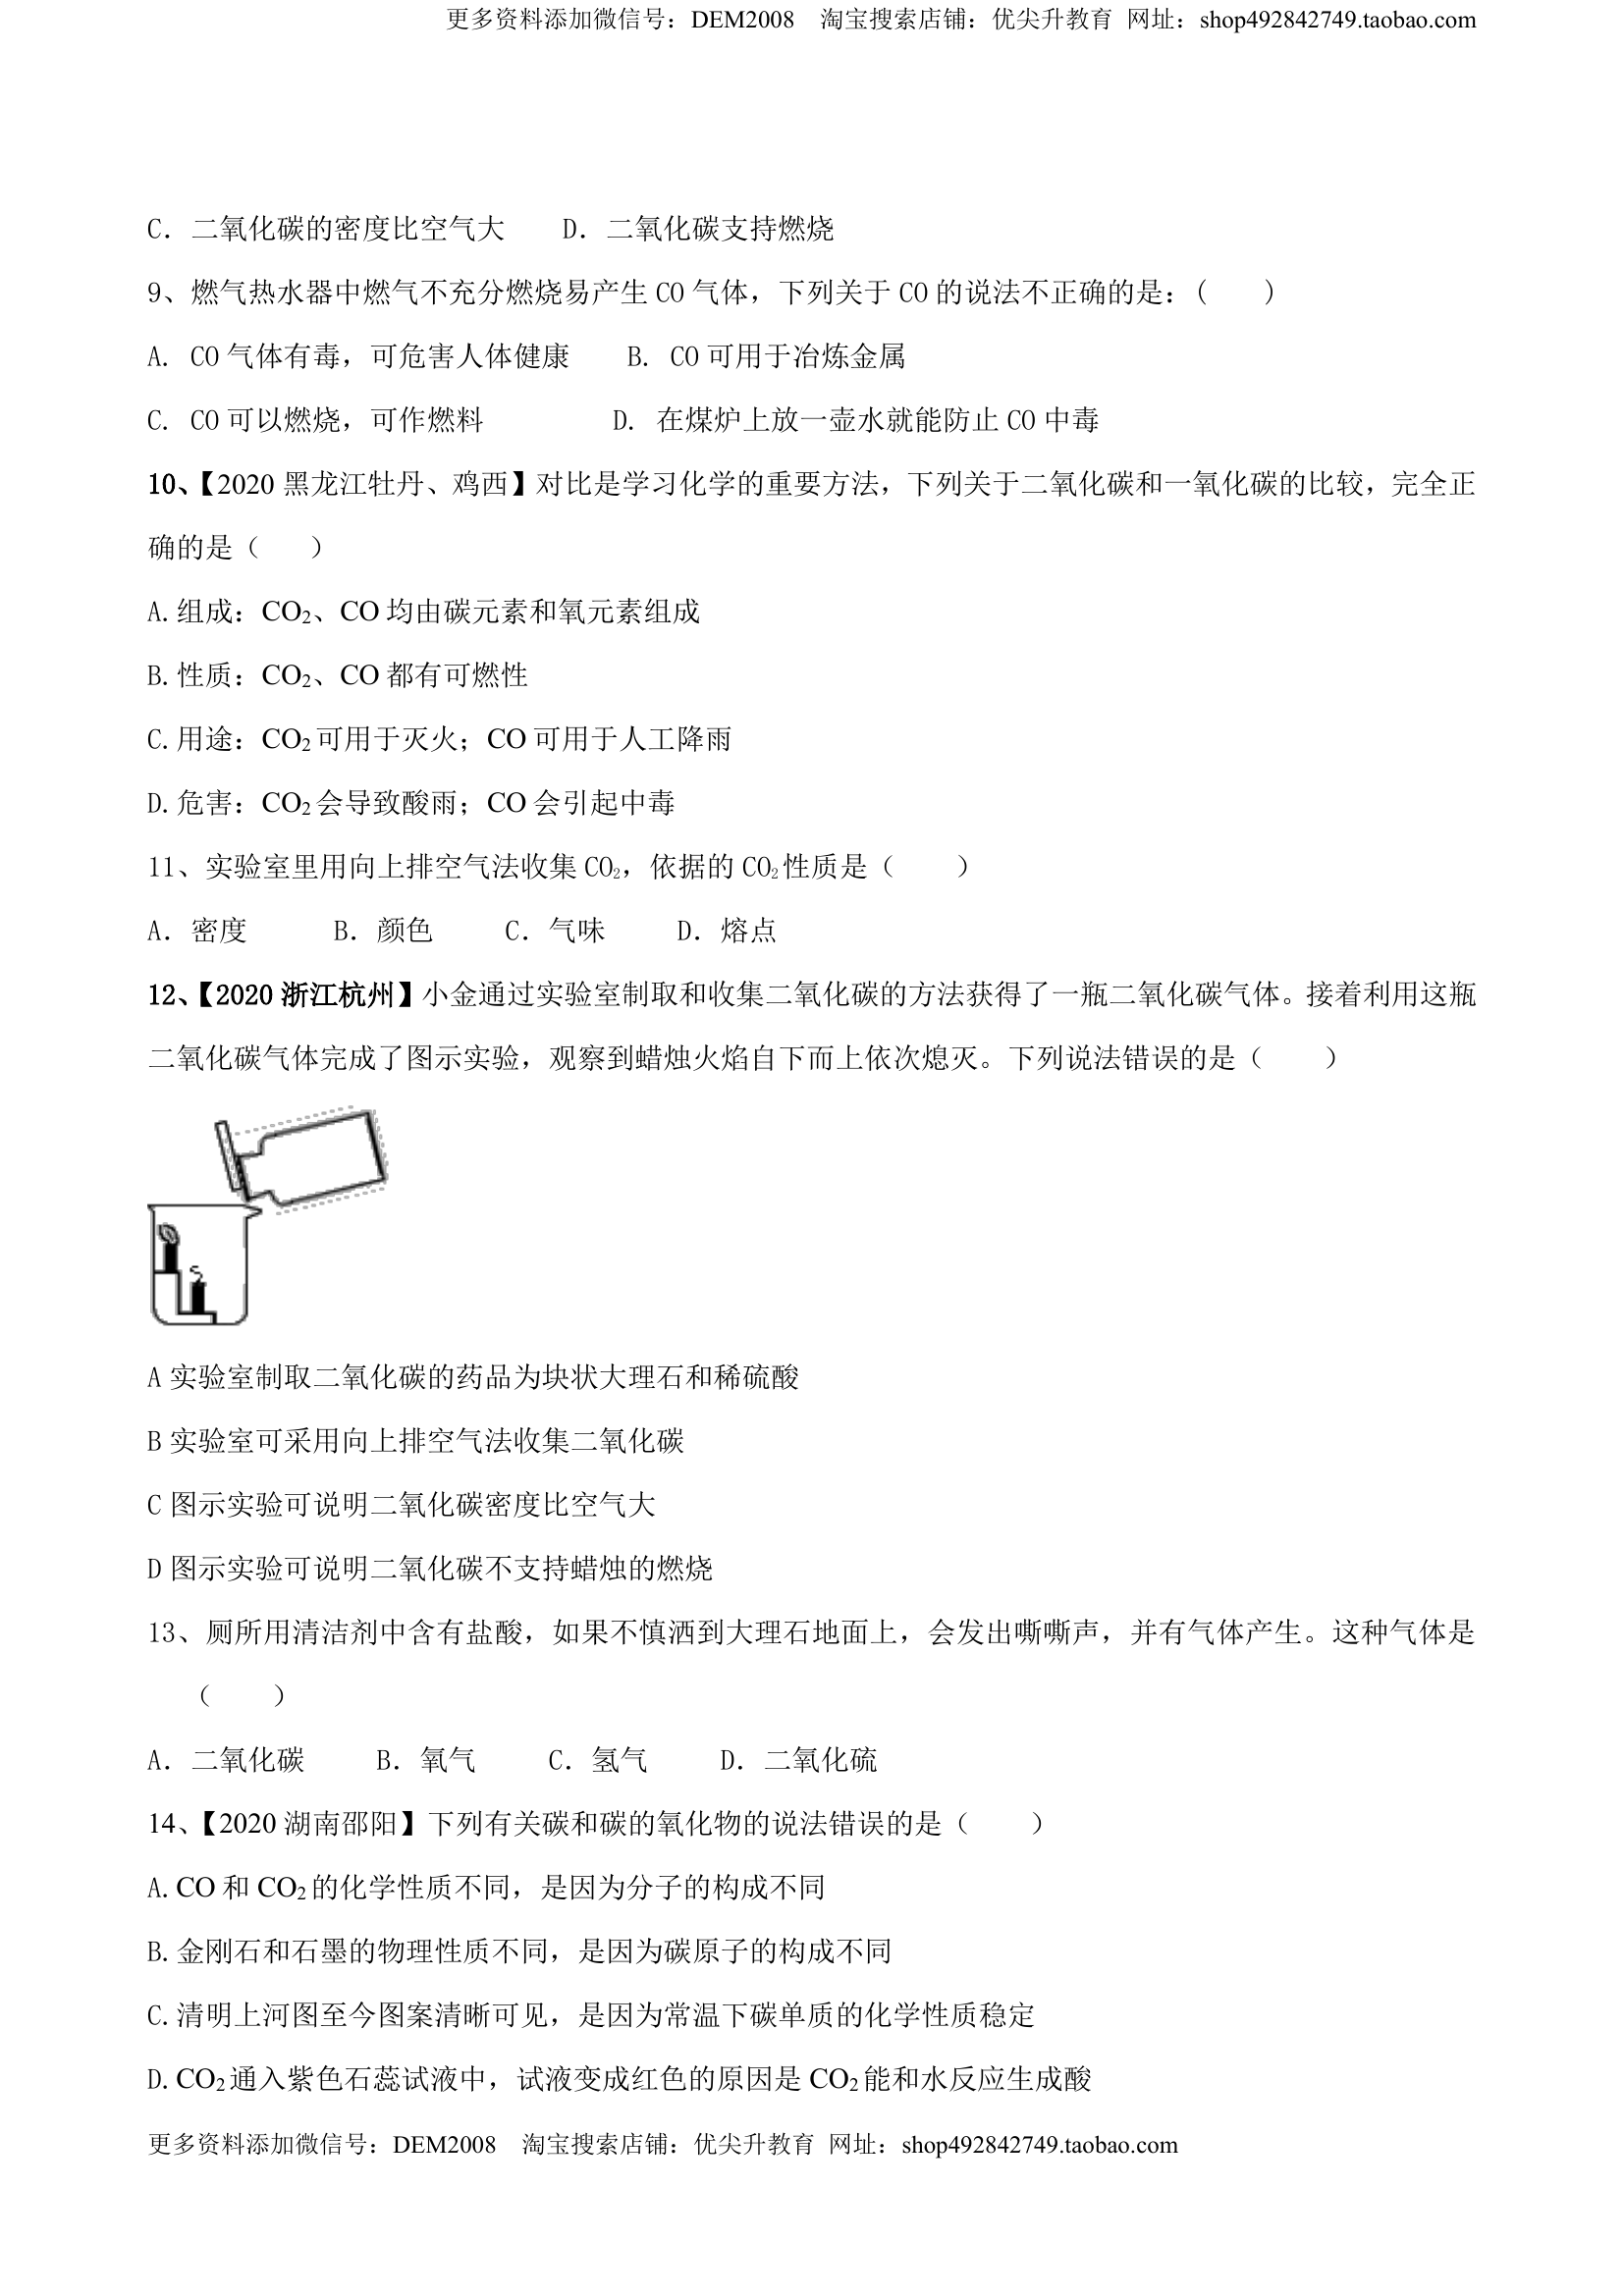 更多资料添加微信号：DEM2008 淘宝搜索店铺：优尖升教育 网址：shop492842749.taobao.com
C．二氧化碳的密度比空气大 D．二氧化碳支持燃烧
9、燃气热水器中燃气不充分燃烧易产生 CO 气体，下列关于 CO 的说法不正确的是：( )
A. CO 气体有毒，可危害人体健康 B. CO 可用于冶炼金属
C. CO 可以燃烧，可作燃料 D. 在煤炉上放一壶水就能防止 CO 中毒
10、【2020 黑龙江牡丹、鸡西】对比是学习化学的重要方法，下列关于二氧化碳和一氧化碳的比较，完全正
确的是（ ）
A.组成：CO₂、CO 均由碳元素和氧元素组成
B.性质：CO₂、CO 都有可燃性
C.用途：CO₂可用于灭火；CO 可用于人工降雨
D.危害：CO₂会导致酸雨；CO 会引起中毒
11、实验室里用向上排空气法收集 CO₂，依据的 CO₂性质是（ ）
A．密度 B．颜色 C．气味 D．熔点
12、【2020 浙江杭州】小金通过实验室制取和收集二氧化碳的方法获得了一瓶二氧化碳气体。接着利用这瓶
二氧化碳气体完成了图示实验，观察到蜡烛火焰自下而上依次熄灭。下列说法错误的是（ ）
A 实验室制取二氧化碳的药品为块状大理石和稀硫酸
B 实验室可采用向上排空气法收集二氧化碳
C 图示实验可说明二氧化碳密度比空气大
D 图示实验可说明二氧化碳不支持蜡烛的燃烧
13、厕所用清洁剂中含有盐酸，如果不慎洒到大理石地面上，会发出嘶嘶声，并有气体产生。这种气体是
（ ）
A．二氧化碳 B．氧气 C．氢气 D．二氧化硫
14、【2020 湖南邵阳】下列有关碳和碳的氧化物的说法错误的是（ ）
A.CO 和 CO₂的化学性质不同，是因为分子的构成不同
B.金刚石和石墨的物理性质不同，是因为碳原子的构成不同
C.清明上河图至今图案清晰可见，是因为常温下碳单质的化学性质稳定
D.CO₂通入紫色石蕊试液中，试液变成红色的原因是 CO₂能和水反应生成酸
更多资料添加微信号：DEM2008 淘宝搜索店铺：优尖升教育 网址：shop492842749.taobao.com